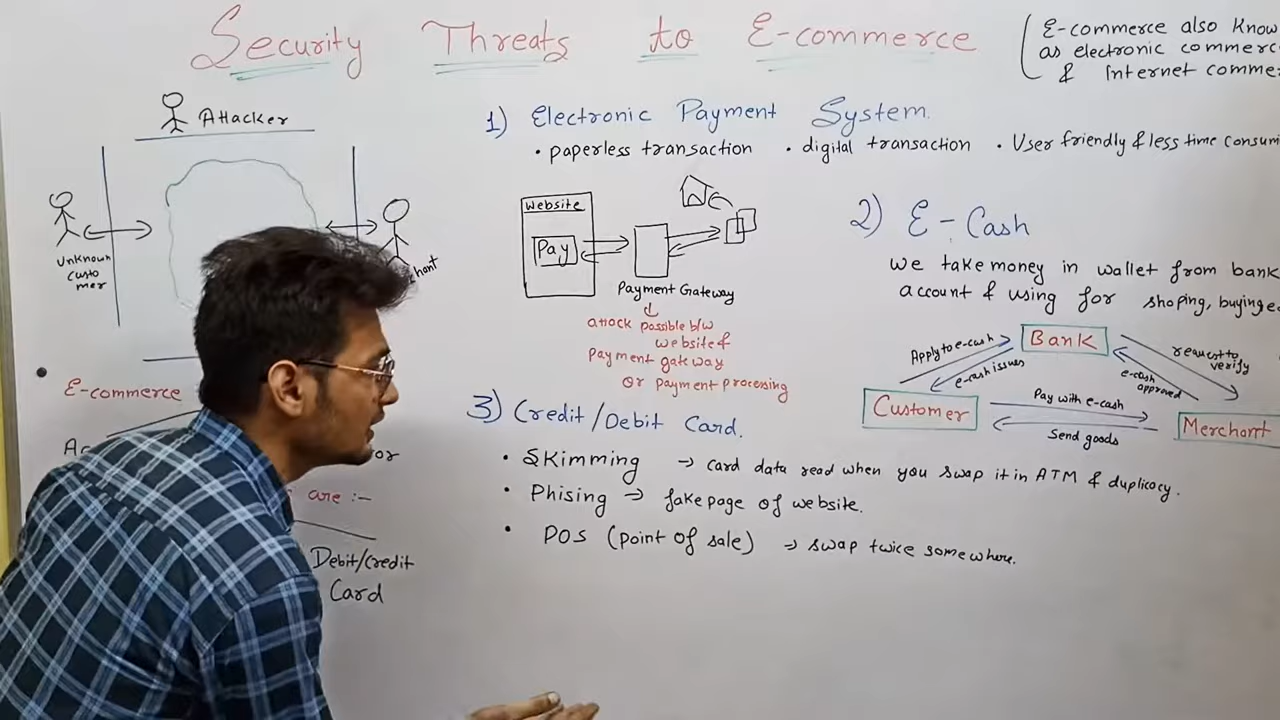 Security Threats to E-commerce
E-commerce also Know
as electronic commerc
& Internet comme
Attacker
Unknown
custo
mer
E-commerce
or
are :-
Debit/Credit
Card
1) Electronic Payment System.
• paperless transaction • digital transaction • User friendly & less time consum
Website
Pay
Payment Gateway
attack possible b/w
website &
payment gateway
or payment processing
2) E-Cash
we take money in wallet from bank
account & using for shoping, buying
Bank
Customer
Merchant
Apply to e-cash
e-cash issues
request to
verify
e-cash
approved
Pay with e-cash
Send goods
3) Credit/Debit Card.
• Skimming → card data read when you swap it in ATM & duplicacy.
• Phising → fake page of website.
• POS (point of sale) → swap twice somewhere.